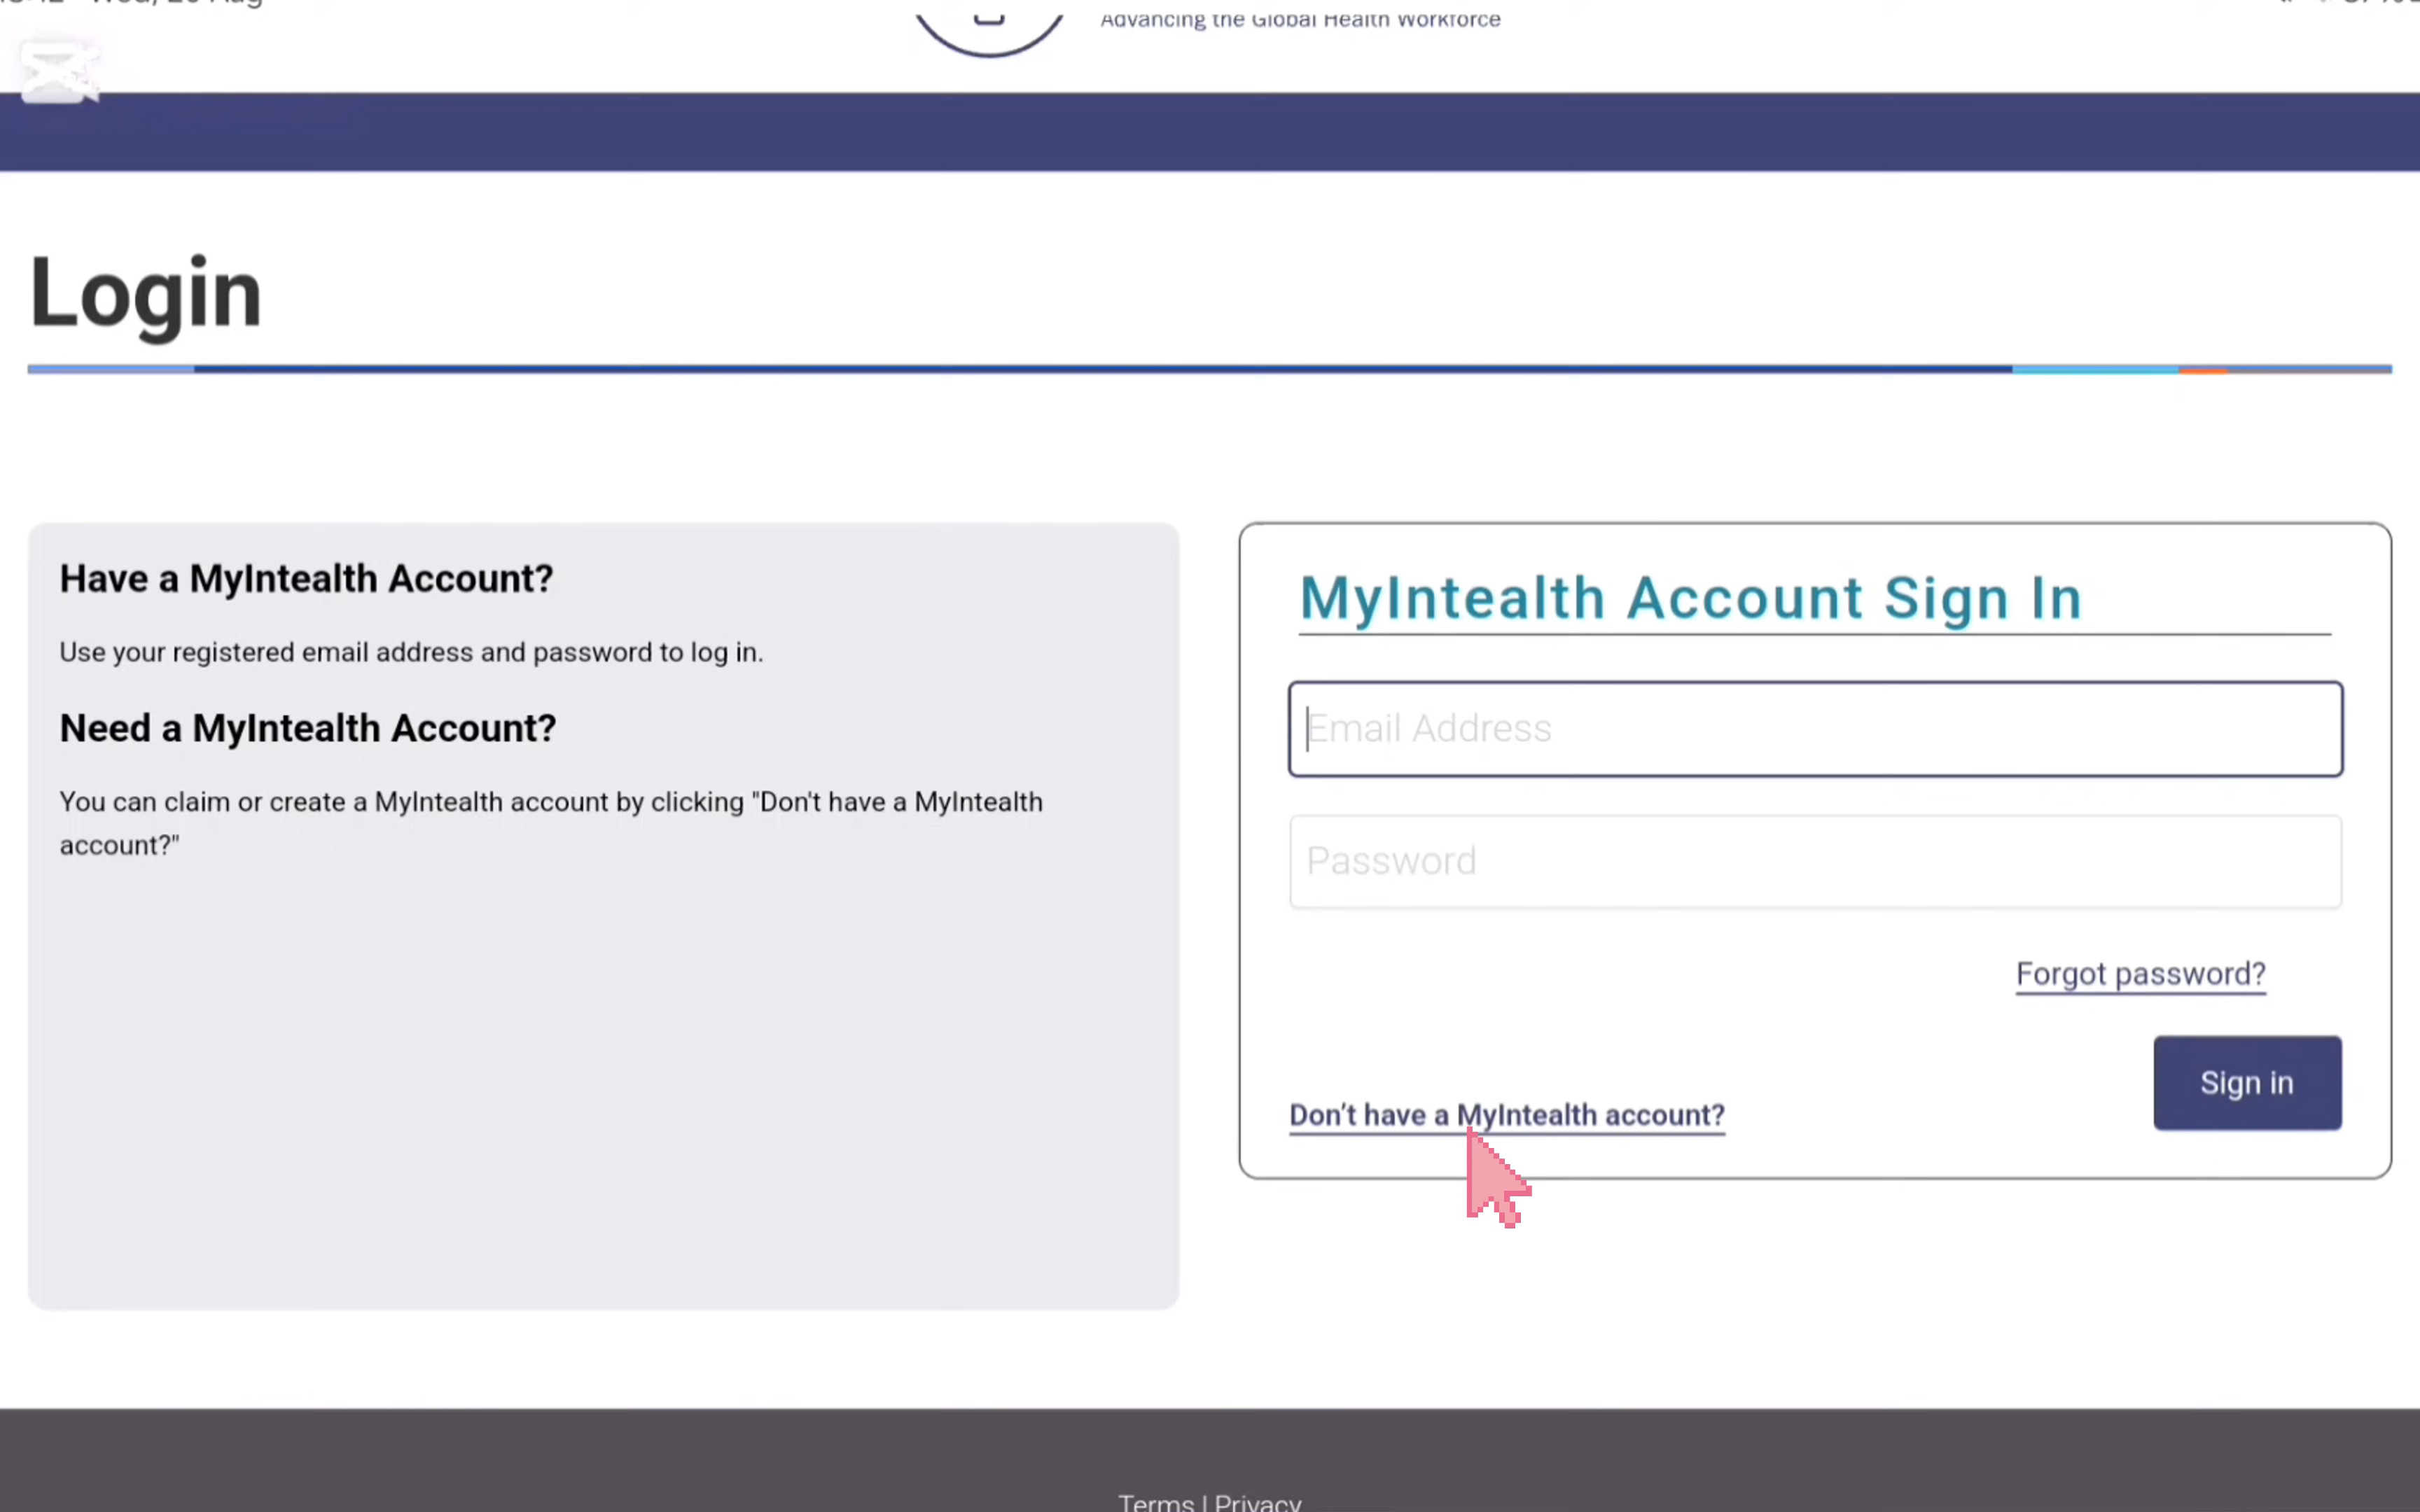 Advancing the Global Health Workforce
Login
Have a MyIntealth Account?
Use your registered email address and password to log in.
Need a MyIntealth Account?
You can claim or create a MyIntealth account by clicking "Don't have a MyIntealth
account?"
MyIntealth Account Sign In
Email Address
Password
Forgot password?
Sign in
Don’t have a MyIntealth account?
Terms | Privacy